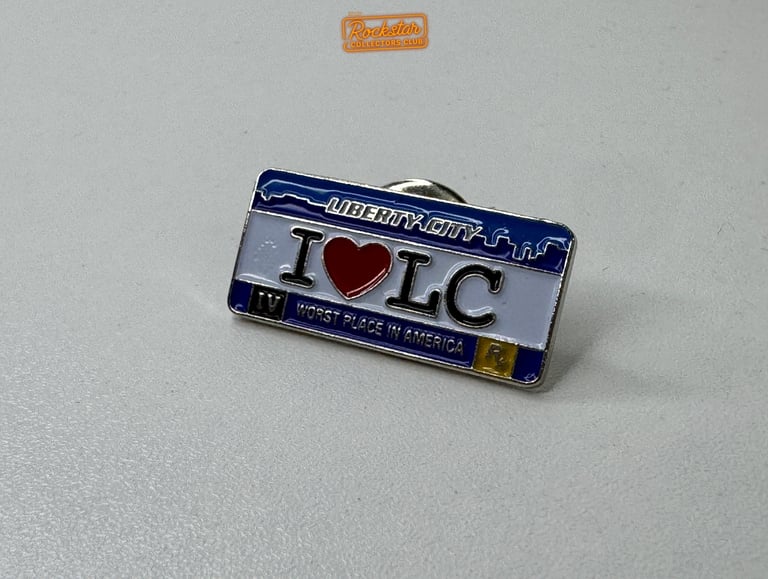 Rockstar
COLLECTORS CLUB
LIBERTY CITY
I ❤ LC
IV WORST PLACE IN AMERICA R★